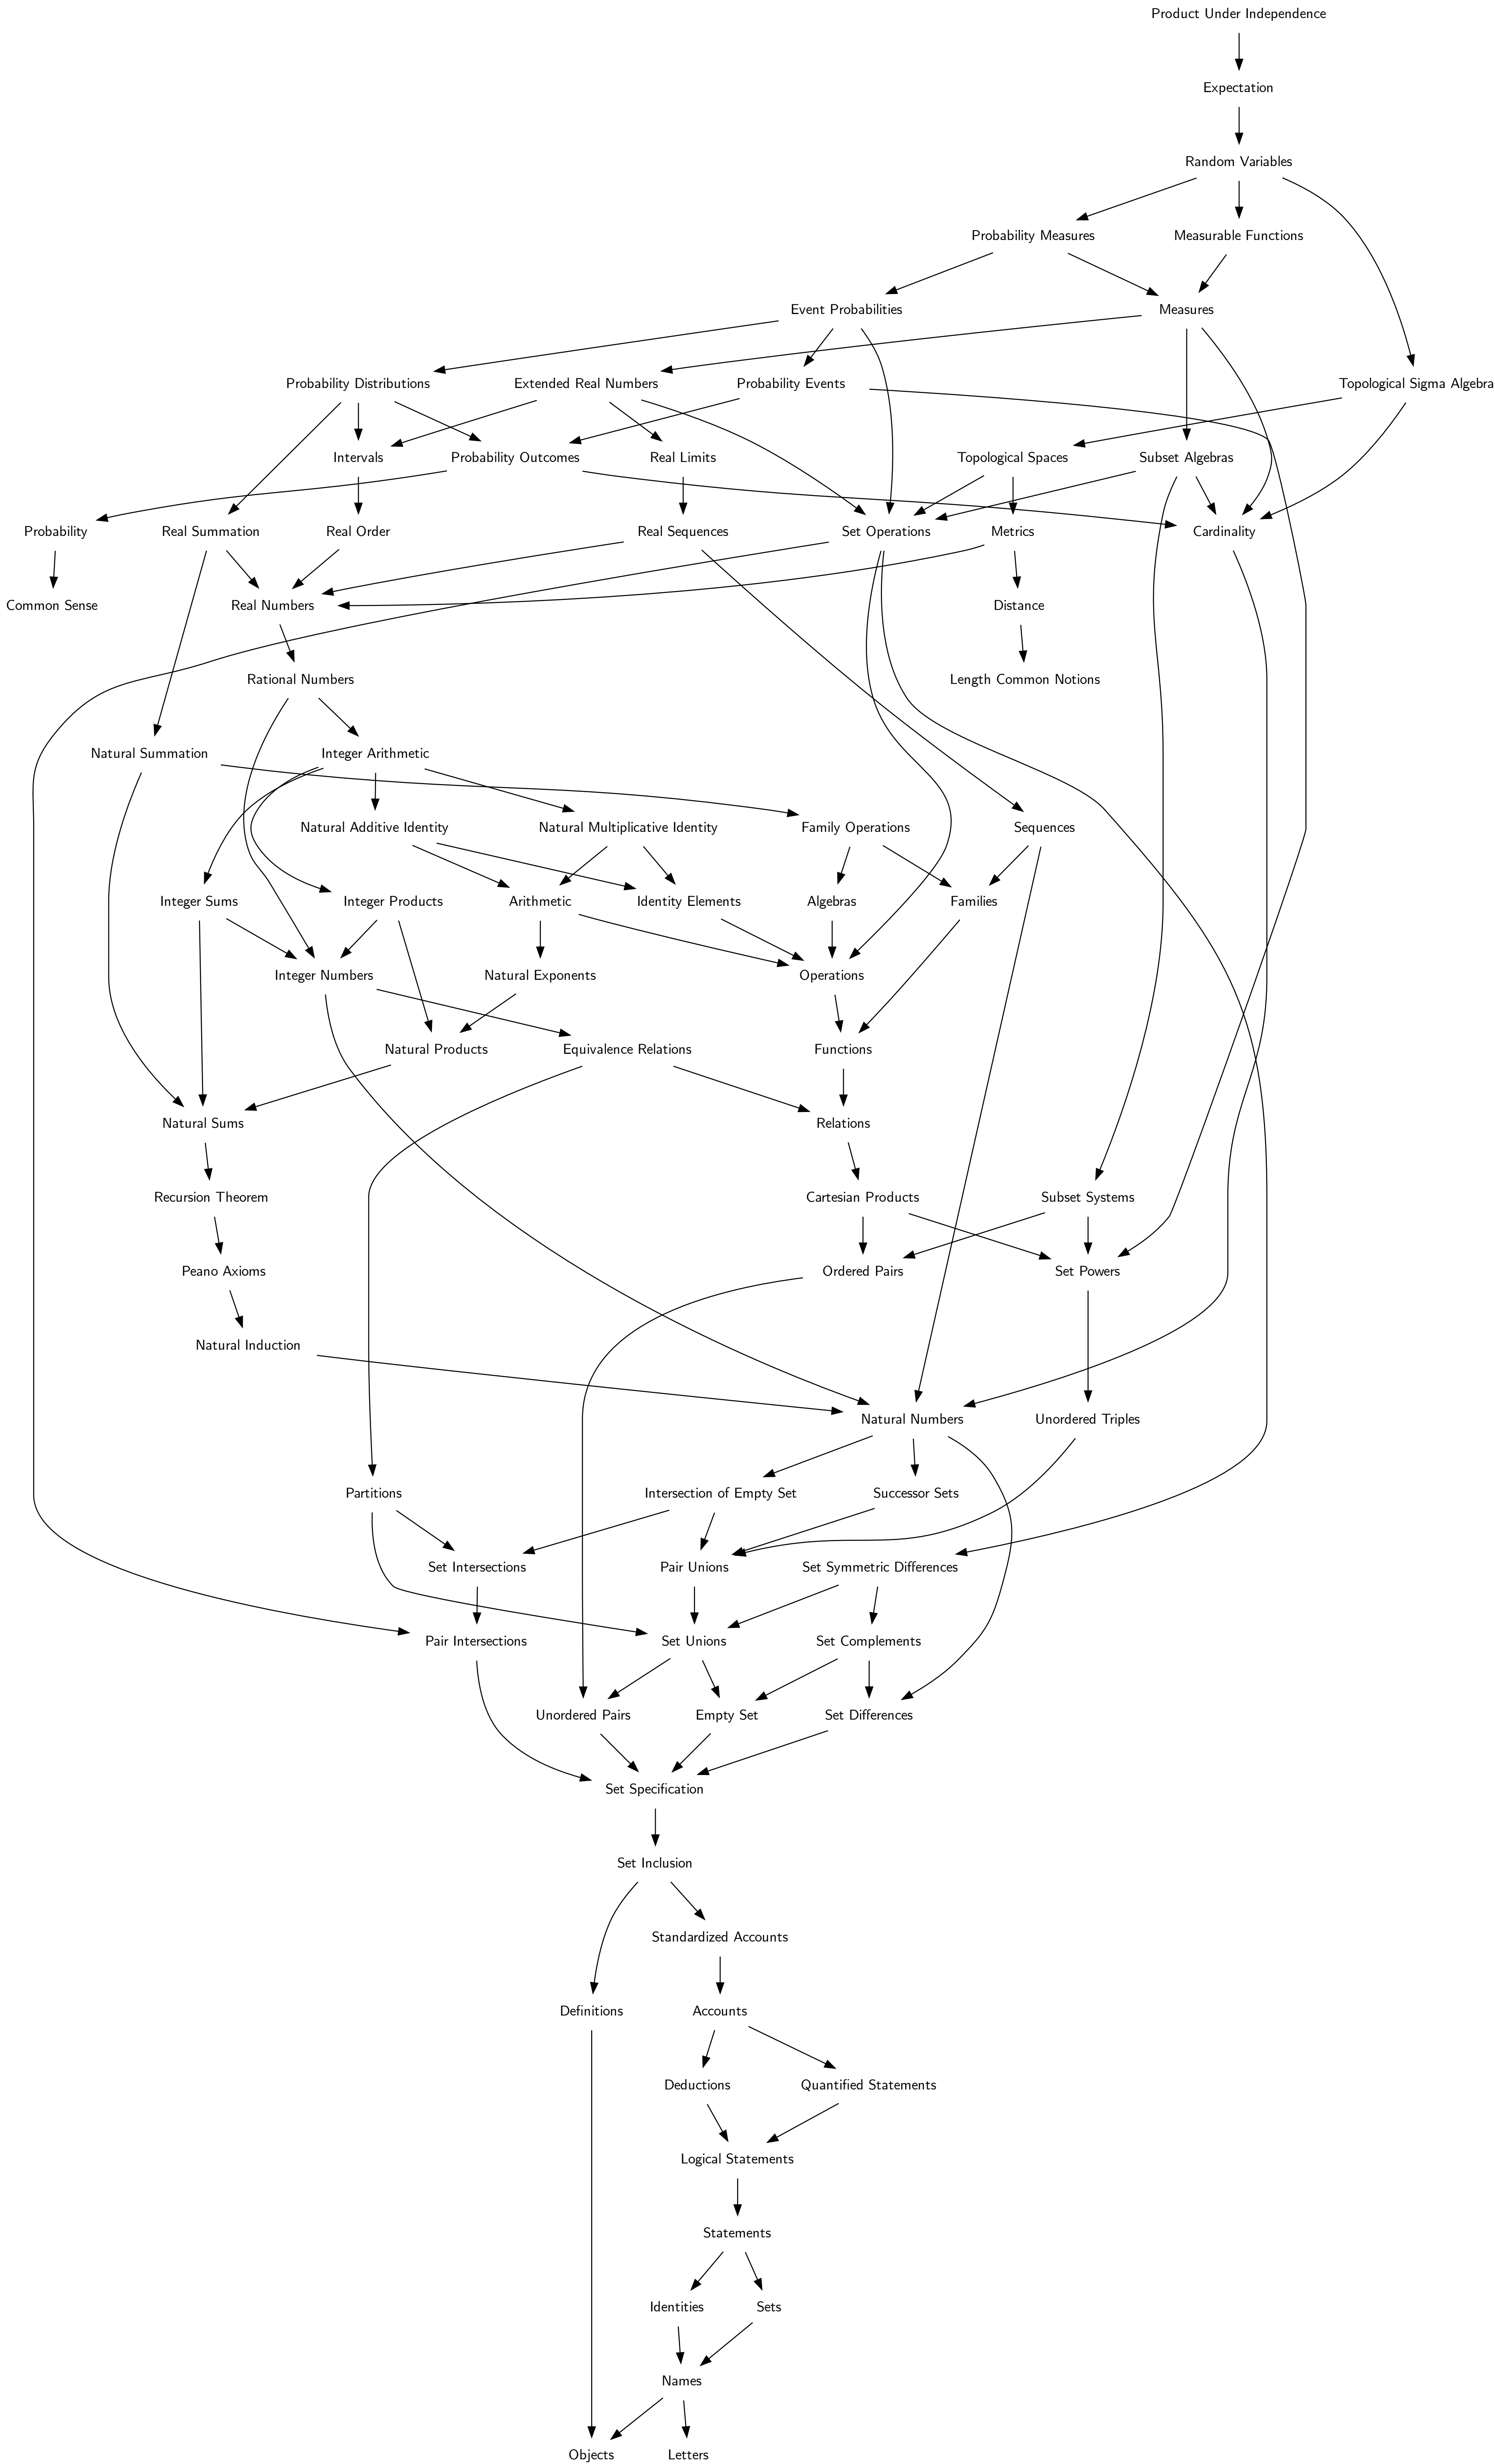 Product Under Independence
Expectation
Random Variables
Probability Measures
Measurable Functions
Event Probabilities
Measures
Probability Distributions
Extended Real Numbers
Probability Events
Topological Sigma Algebra
Intervals
Probability Outcomes
Real Limits
Topological Spaces
Subset Algebras
Probability
Real Summation
Real Order
Real Sequences
Set Operations
Metrics
Cardinality
Common Sense
Real Numbers
Distance
Rational Numbers
Length Common Notions
Natural Summation
Integer Arithmetic
Natural Additive Identity
Natural Multiplicative Identity
Family Operations
Sequences
Integer Sums
Integer Products
Arithmetic
Identity Elements
Algebras
Families
Integer Numbers
Natural Exponents
Operations
Natural Products
Equivalence Relations
Functions
Natural Sums
Relations
Recursion Theorem
Cartesian Products
Subset Systems
Peano Axioms
Ordered Pairs
Set Powers
Natural Induction
Natural Numbers
Unordered Triples
Partitions
Intersection of Empty Set
Successor Sets
Set Intersections
Pair Unions
Set Symmetric Differences
Pair Intersections
Set Unions
Set Complements
Unordered Pairs
Empty Set
Set Differences
Set Specification
Set Inclusion
Standardized Accounts
Definitions
Accounts
Deductions
Quantified Statements
Logical Statements
Statements
Identities
Sets
Names
Objects
Letters